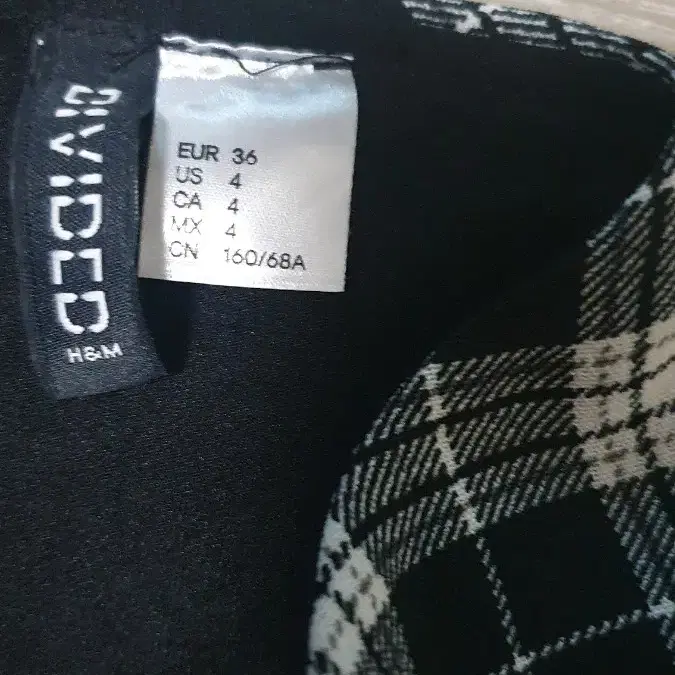 DIVIDED
H&M
EUR 36
US 4
CA 4
MX 4
CN 160/68A